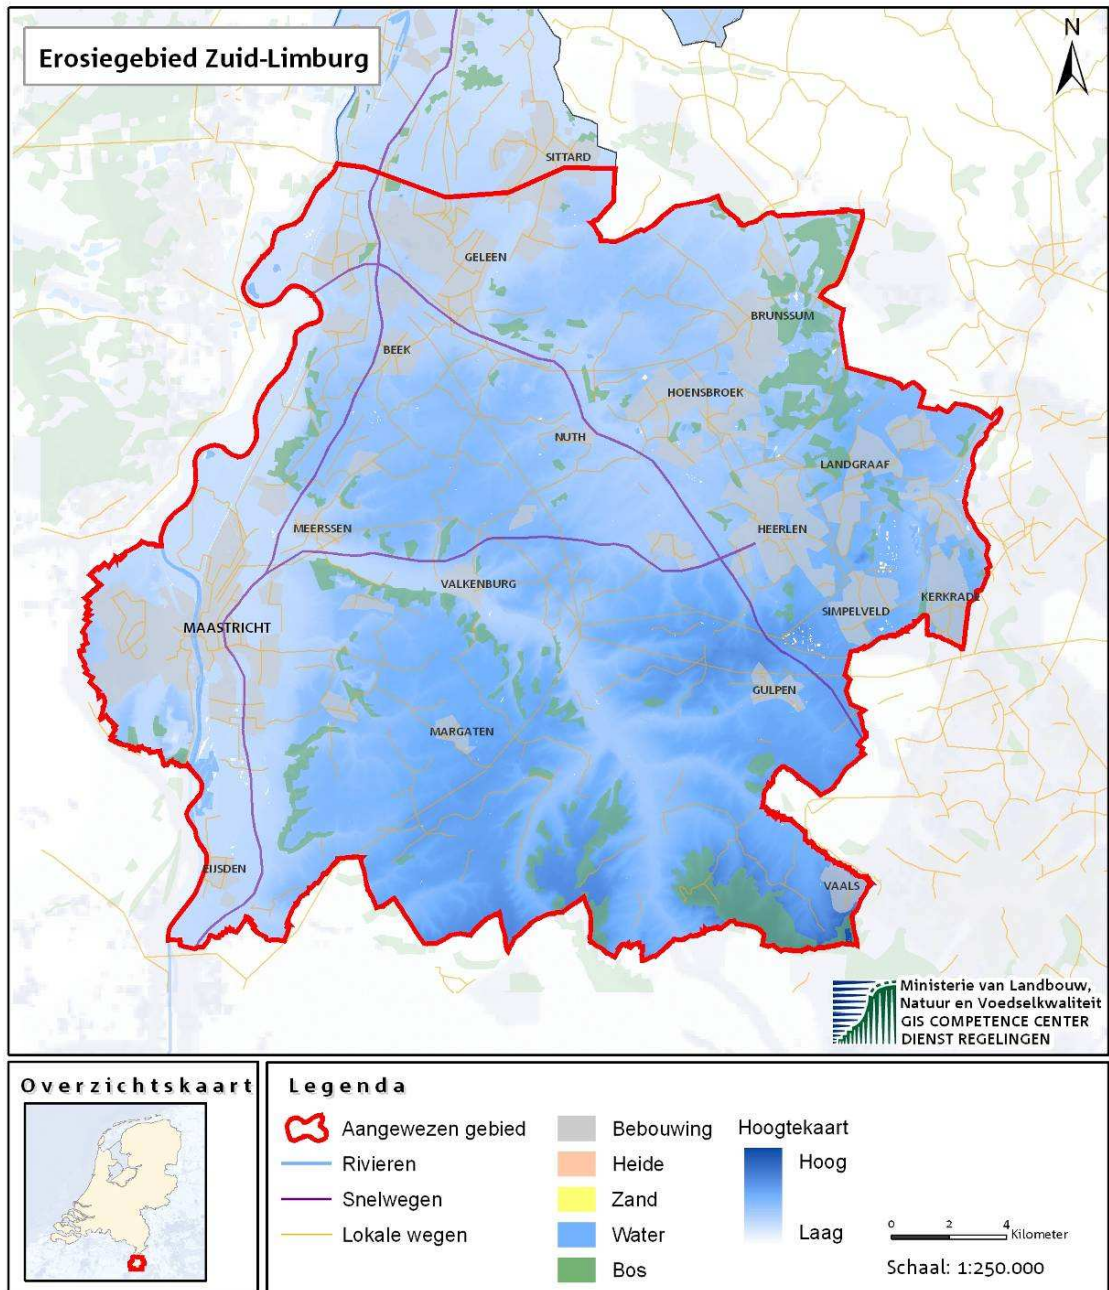 Erosiegebied Zuid-Limburg
N
SITTARD
GELEEN
BRUNSSUM
BEEK
HOENSBROEK
NUTH
LANDGRAAF
MEERSSEN
HEERLEN
VALKENBURG
KERKRADE
SIMPELVELD
MAASTRICHT
GULPEN
MARGATEN
EIJSDEN
VAALS
Ministerie van Landbouw,
Natuur en Voedselkwaliteit
GIS COMPETENCE CENTER
DIENST REGELINGEN
Overzichtskaart
Legenda
Aangewezen gebied
Rivieren
Snelwegen
Lokale wegen
Bebouwing
Heide
Zand
Water
Bos
Hoogtekaart
Hoog
Laag
0 2 4
Kilometer
Schaal: 1:250.000